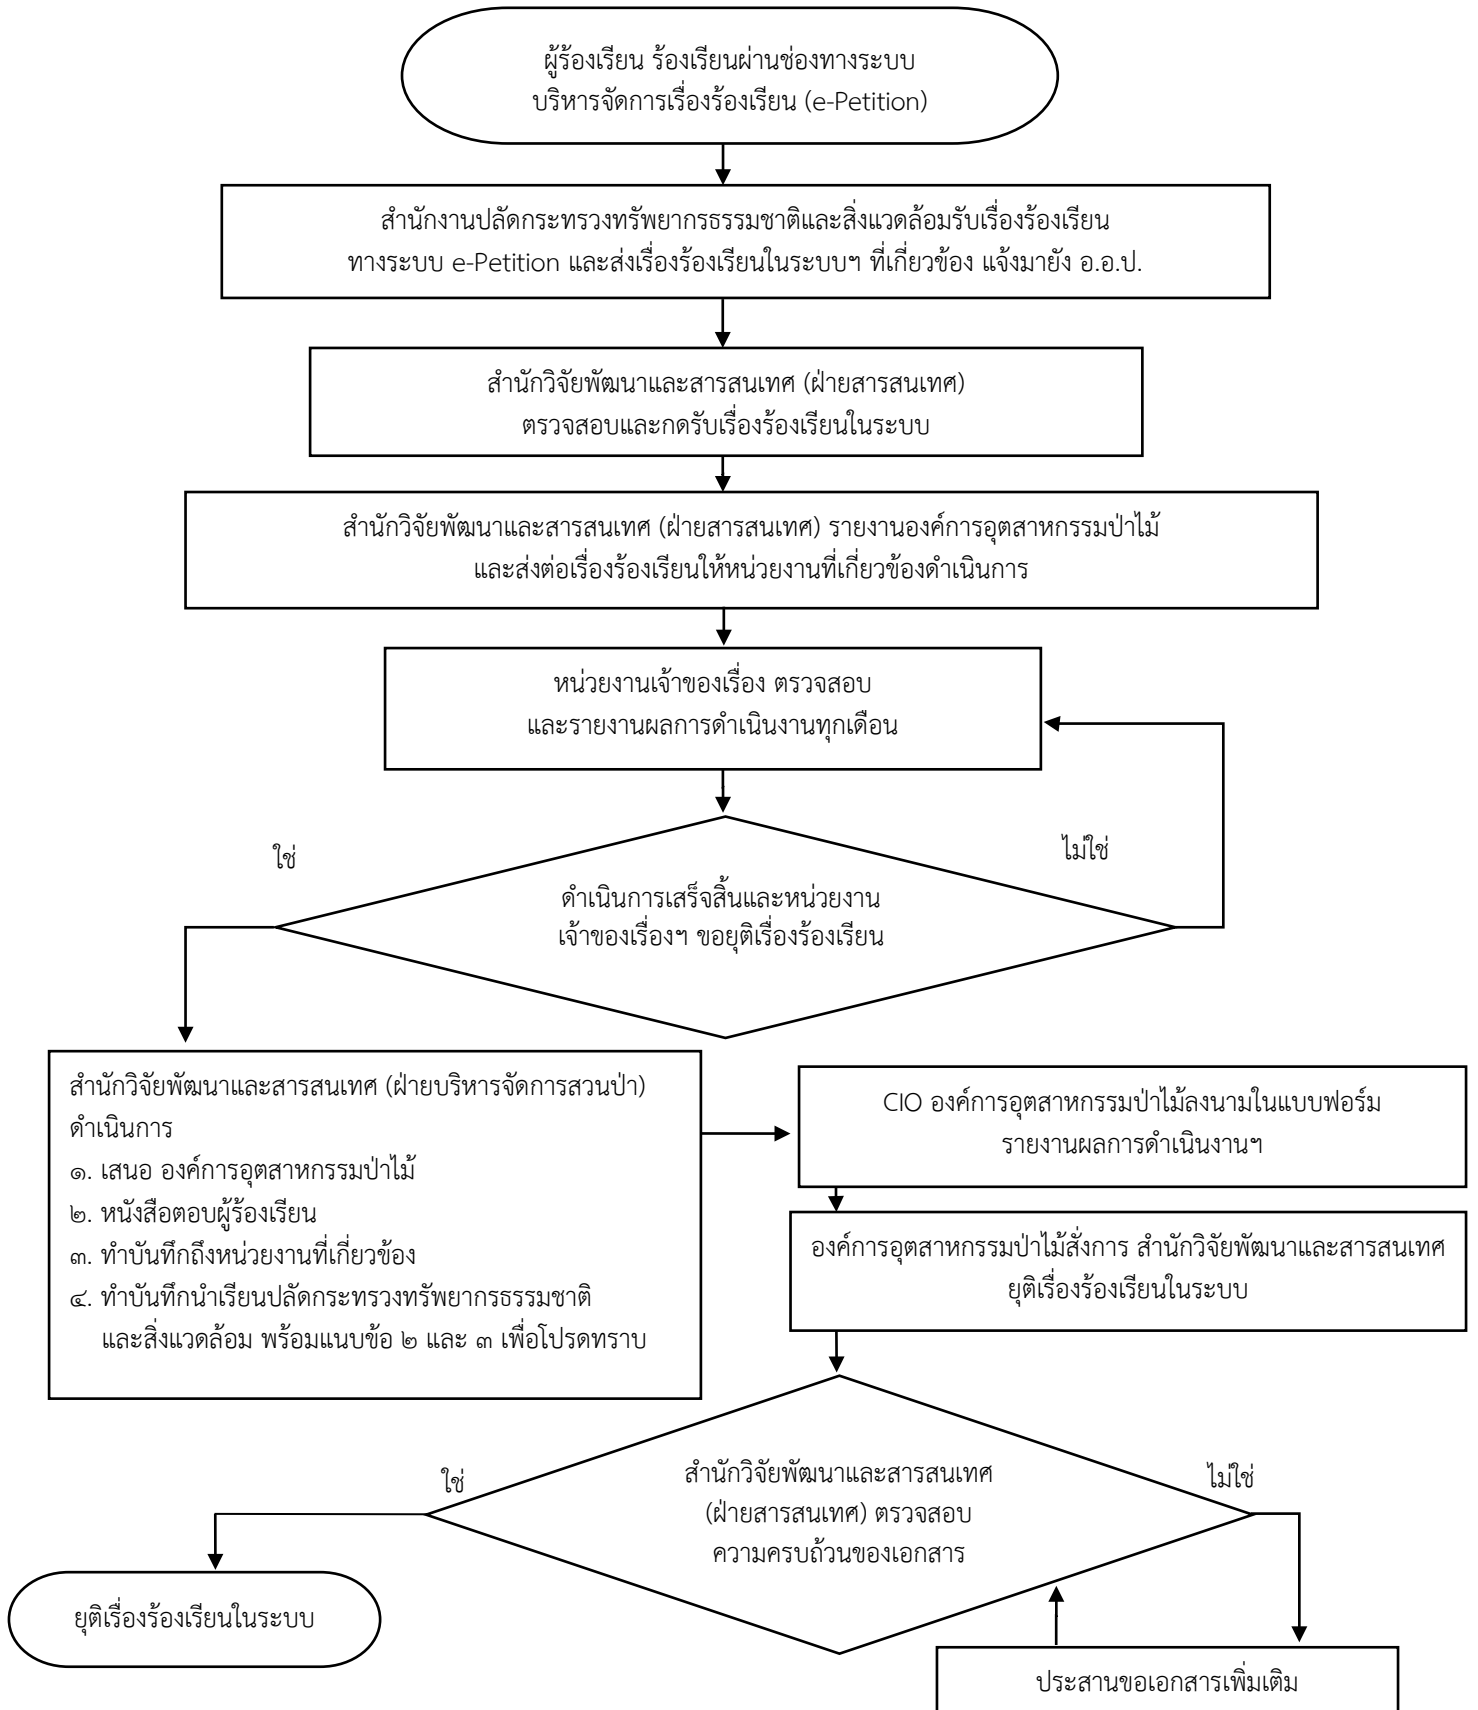 ผู้ร้องเรียน ร้องเรียนผ่านช่องทางระบบ
บริหารจัดการเรื่องร้องเรียน (e-Petition)
สำนักงานปลัดกระทรวงทรัพยากรธรรมชาติและสิ่งแวดล้อมรับเรื่องร้องเรียน
ทางระบบ e-Petition และส่งเรื่องร้องเรียนในระบบฯ ที่เกี่ยวข้อง แจ้งมายัง อ.อ.ป.
สำนักวิจัยพัฒนาและสารสนเทศ (ฝ่ายสารสนเทศ)
ตรวจสอบและกดรับเรื่องร้องเรียนในระบบ
สำนักวิจัยพัฒนาและสารสนเทศ (ฝ่ายสารสนเทศ) รายงานองค์การอุตสาหกรรมป่าไม้
และส่งต่อเรื่องร้องเรียนให้หน่วยงานที่เกี่ยวข้องดำเนินการ
หน่วยงานเจ้าของเรื่อง ตรวจสอบ
และรายงานผลการดำเนินงานทุกเดือน
ใช่
ไม่ใช่
ดำเนินการเสร็จสิ้นและหน่วยงาน
เจ้าของเรื่องฯ ขอยุติเรื่องร้องเรียน
สำนักวิจัยพัฒนาและสารสนเทศ (ฝ่ายบริหารจัดการสวนป่า)
ดำเนินการ
๑. เสนอ องค์การอุตสาหกรรมป่าไม้
๒. หนังสือตอบผู้ร้องเรียน
๓. ทำบันทึกถึงหน่วยงานที่เกี่ยวข้อง
๔. ทำบันทึกนำเรียนปลัดกระทรวงทรัพยากรธรรมชาติ
และสิ่งแวดล้อม พร้อมแนบข้อ ๒ และ ๓ เพื่อโปรดทราบ
CIO องค์การอุตสาหกรรมป่าไม้ลงนามในแบบฟอร์ม
รายงานผลการดำเนินงานฯ
องค์การอุตสาหกรรมป่าไม้สั่งการ สำนักวิจัยพัฒนาและสารสนเทศ
ยุติเรื่องร้องเรียนในระบบ
ใช่
ไม่ใช่
สำนักวิจัยพัฒนาและสารสนเทศ
(ฝ่ายสารสนเทศ) ตรวจสอบ
ความครบถ้วนของเอกสาร
ยุติเรื่องร้องเรียนในระบบ
ประสานขอเอกสารเพิ่มเติม